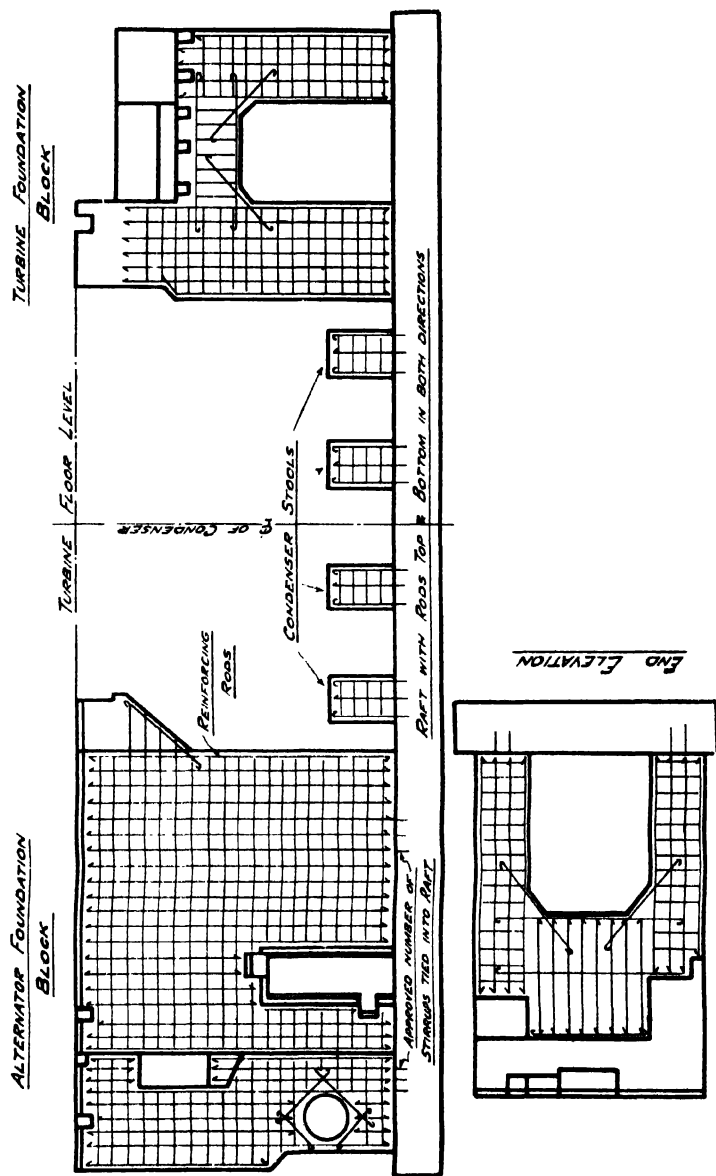 ALTERNATOR FOUNDATION
BLOCK
TURBINE FOUNDATION
BLOCK
TURBINE FLOOR LEVEL
℄ OF CONDENSER
REINFORCING
RODS
CONDENSER STOOLS
RAFT WITH RODS TOP & BOTTOM IN BOTH DIRECTIONS
APPROVED NUMBER OF
STIRRUPS TIED INTO RAFT
END ELEVATION